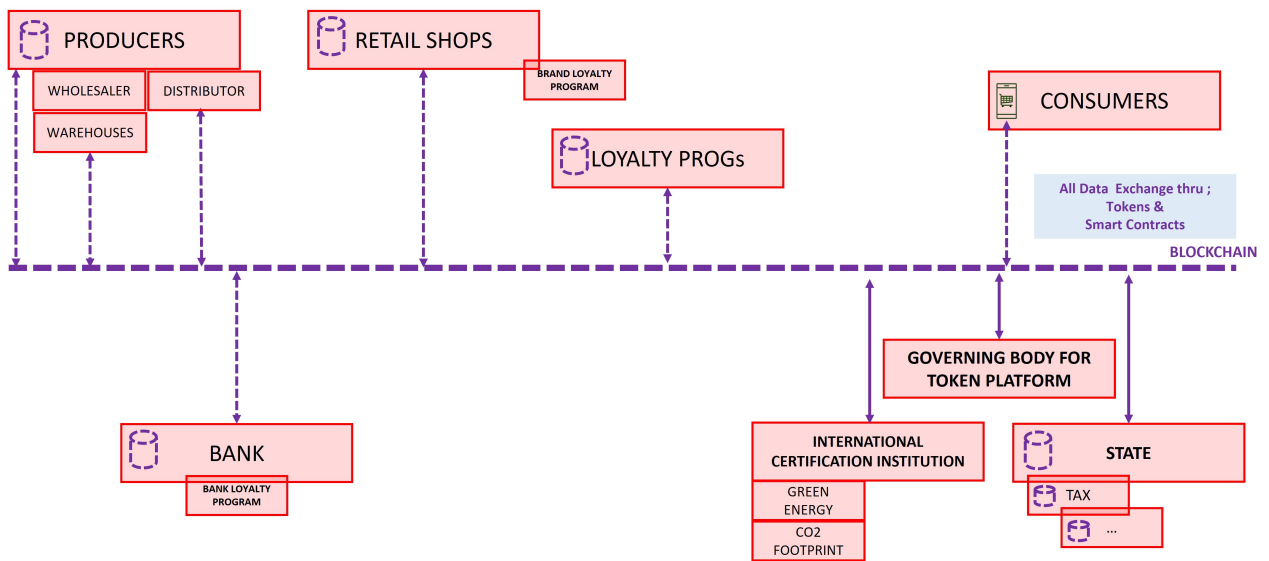 PRODUCERS
WHOLESALER
DISTRIBUTOR
WAREHOUSES
RETAIL SHOPS
BRAND LOYALTY
PROGRAM
LOYALTY PROGs
CONSUMERS
All Data Exchange thru ;
Tokens &
Smart Contracts
BLOCKCHAIN
GOVERNING BODY FOR
TOKEN PLATFORM
BANK
BANK LOYALTY
PROGRAM
INTERNATIONAL
CERTIFICATION INSTITUTION
GREEN
ENERGY
CO2
FOOTPRINT
STATE
TAX
...